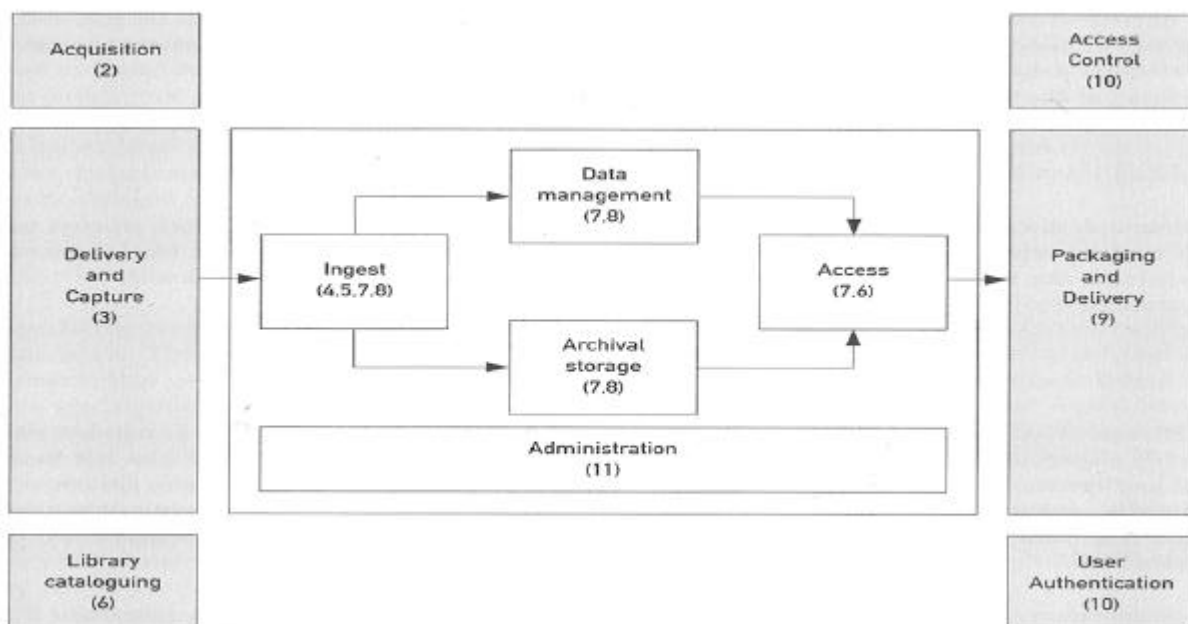 Acquisition
(2)
Access
Control
(10)
Data
management
(7,8)
Delivery
and
Capture
(3)
Ingest
(4,5,7,8)
Access
(7,6)
Packaging
and
Delivery
(9)
Archival
storage
(7,8)
Administration
(11)
Library
cataloguing
(6)
User
Authentication
(10)